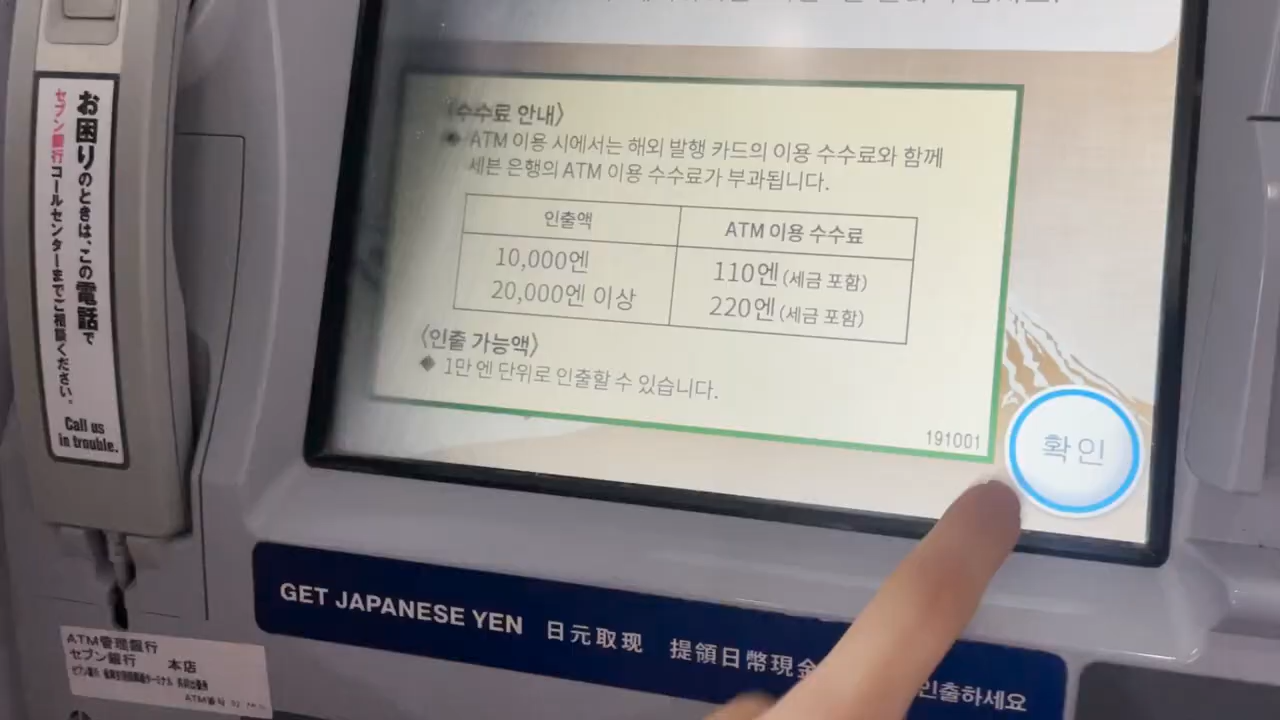 お困りのときは、この電話で
セブン銀行コールセンターまでご相談ください。
Call us
in trouble.
〈수수료 안내〉
◆ ATM 이용 시에서는 해외 발행 카드의 이용 수수료와 함께
세븐 은행의 ATM 이용 수수료가 부과됩니다.
인출액 ATM 이용 수수료
10,000엔 110엔 (세금 포함)
20,000엔 이상 220엔 (세금 포함)
〈인출 가능액〉
◆ 1만 엔 단위로 인출할 수 있습니다.
191001
확인
GET JAPANESE YEN 日元取现 提領日幣現金 인출하세요
ATM管理銀行
セブン銀行 本店